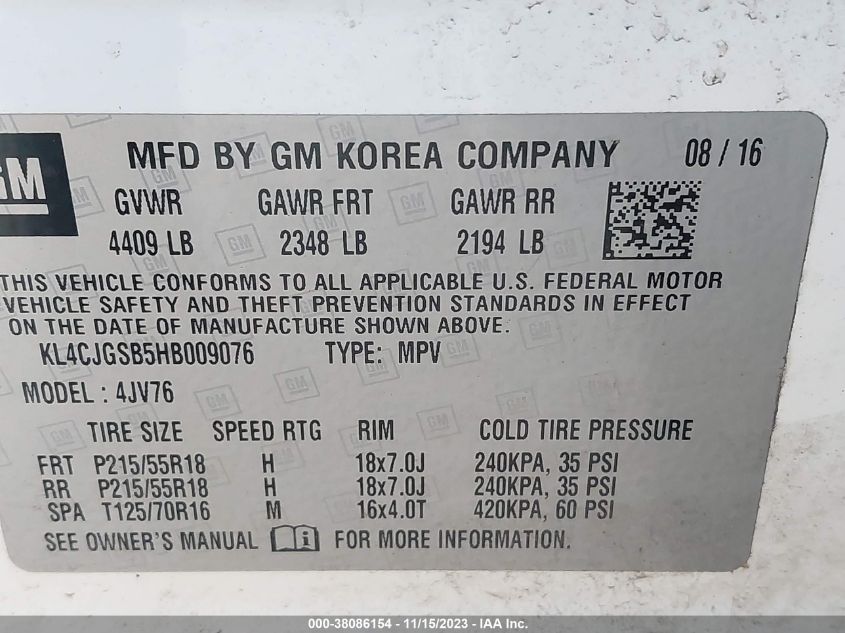 GM
MFD BY GM KOREA COMPANY 08 / 16
GVWR GAWR FRT GAWR RR
4409 LB 2348 LB 2194 LB
THIS VEHICLE CONFORMS TO ALL APPLICABLE U.S. FEDERAL MOTOR
VEHICLE SAFETY AND THEFT PREVENTION STANDARDS IN EFFECT
ON THE DATE OF MANUFACTURE SHOWN ABOVE.
KL4CJGSB5HB009076 TYPE: MPV
MODEL : 4JV76
TIRE SIZE SPEED RTG RIM COLD TIRE PRESSURE
FRT P215/55R18 H 18x7.0J 240KPA, 35 PSI
RR P215/55R18 H 18x7.0J 240KPA, 35 PSI
SPA T125/70R16 M 16x4.0T 420KPA, 60 PSI
SEE OWNER'S MANUAL i FOR MORE INFORMATION.
000-38086154 - 11/15/2023 - IAA Inc.